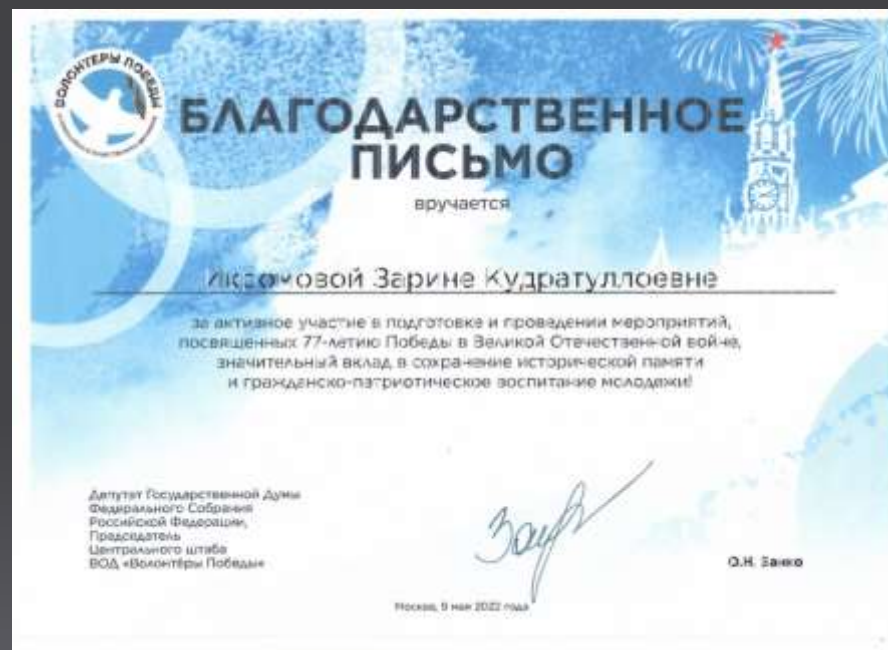 ВОЛОНТЕРЫ ПОБЕДЫ
БЛАГОДАРСТВЕННОЕ
ПИСЬМО
вручается
Зарине Кудратуллоевне
за активное участие в подготовке и проведении мероприятий,
посвященных 77-летию Победы в Великой Отечественной войне,
значительный вклад в сохранение исторической памяти
и гражданско-патриотическое воспитание молодежи!
Депутат Государственной Думы
Федерального Собрания
Российской Федерации,
Председатель
Центрального штаба
ВОД «Волонтёры Победы»
О.Н. Занко
Москва, 9 мая 2022 года